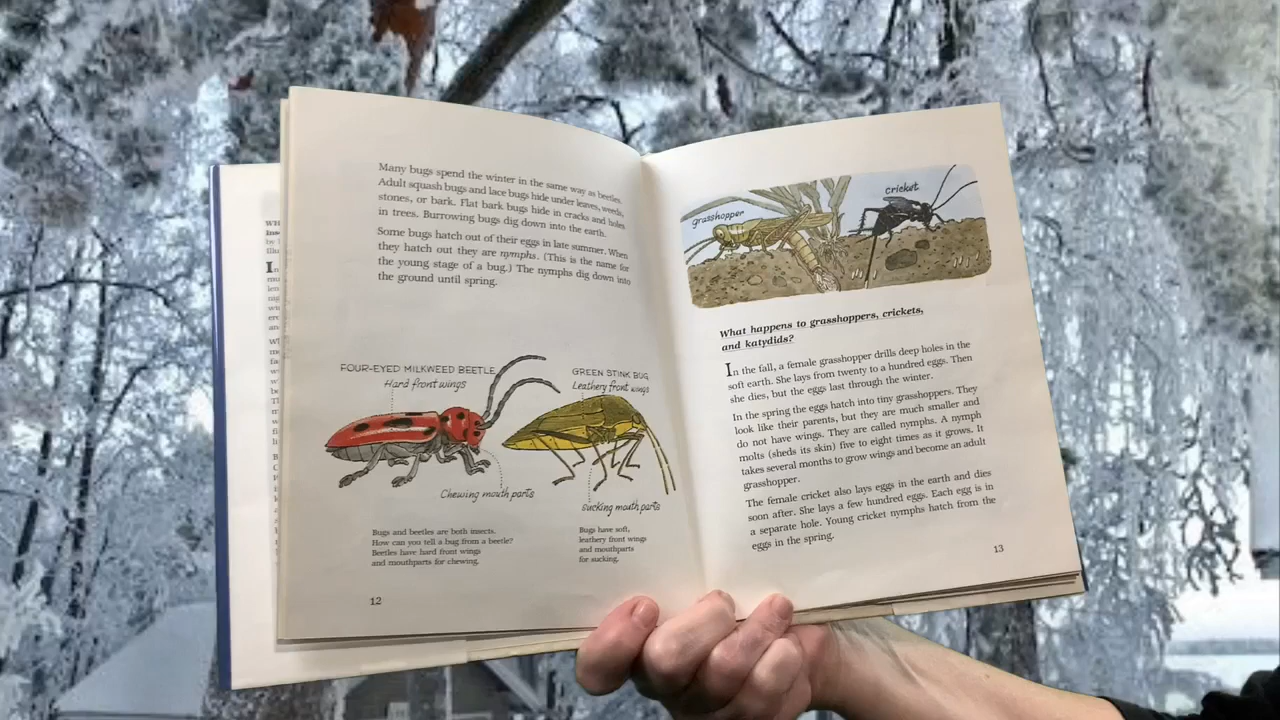 Many bugs spend the winter in the same way as beetles.
Adult squash bugs and lace bugs hide under leaves, weeds,
stones, or bark. Flat bark bugs hide in cracks and holes
in trees. Burrowing bugs dig down into the earth.
Some bugs hatch out of their eggs in late summer. When
they hatch out they are nymphs. (This is the name for
the young stage of a bug.) The nymphs dig down into
the ground until spring.
FOUR-EYED MILKWEED BEETLE
Hard front wings
Chewing mouth parts
GREEN STINK BUG
Leathery front wings
Sucking mouth parts
Bugs and beetles are both insects.
How can you tell a bug from a beetle?
Beetles have hard front wings
and mouthparts for chewing.
Bugs have soft,
leathery front wings
and mouthparts
for sucking.
12
grasshopper
cricket
What happens to grasshoppers, crickets,
and katydids?
In the fall, a female grasshopper drills deep holes in the
soft earth. She lays from twenty to a hundred eggs. Then
she dies, but the eggs last through the winter.
In the spring the eggs hatch into tiny grasshoppers. They
look like their parents, but they are much smaller and
do not have wings. They are called nymphs. A nymph
molts (sheds its skin) five to eight times as it grows. It
takes several months to grow wings and become an adult
grasshopper.
The female cricket also lays eggs in the earth and dies
soon after. She lays a few hundred eggs. Each egg is in
a separate hole. Young cricket nymphs hatch from the
eggs in the spring.
13